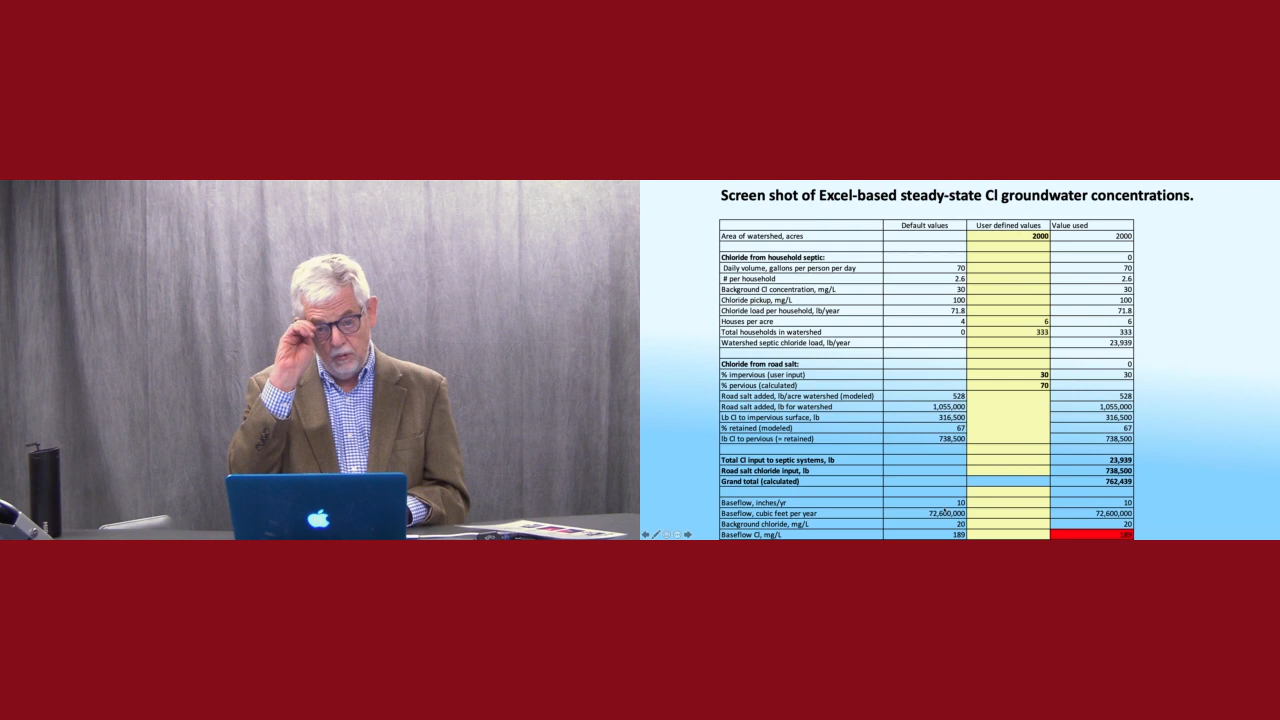 Screen shot of Excel-based steady-state Cl groundwater concentrations.
Default values User defined values Value used
Area of watershed, acres 2000 2000
Chloride from household septic: 0
Daily volume, gallons per person per day 70 70
# per household 2.6 2.6
Background Cl concentration, mg/L 30 30
Chloride pickup, mg/L 100 100
Chloride load per household, lb/year 71.8 71.8
Houses per acre 4 6 6
Total households in watershed 0 333 333
Watershed septic chloride load, lb/year 23,939
Chloride from road salt: 0
% impervious (user input) 30 30
% pervious (calculated) 70
Road salt added, lb/acre watershed (modeled) 528 528
Road salt added, lb for watershed 1,055,000 1,055,000
Lb Cl to impervious surface, lb 316,500 316,500
% retained (modeled) 67 67
lb Cl to pervious (= retained) 738,500 738,500
Total Cl input to septic systems, lb 23,939
Road salt chloride input, lb 738,500
Grand total (calculated) 762,439
Baseflow, inches/yr 10 10
Baseflow, cubic feet per year 72,600,000 72,600,000
Background chloride, mg/L 20 20
Baseflow Cl, mg/L 189